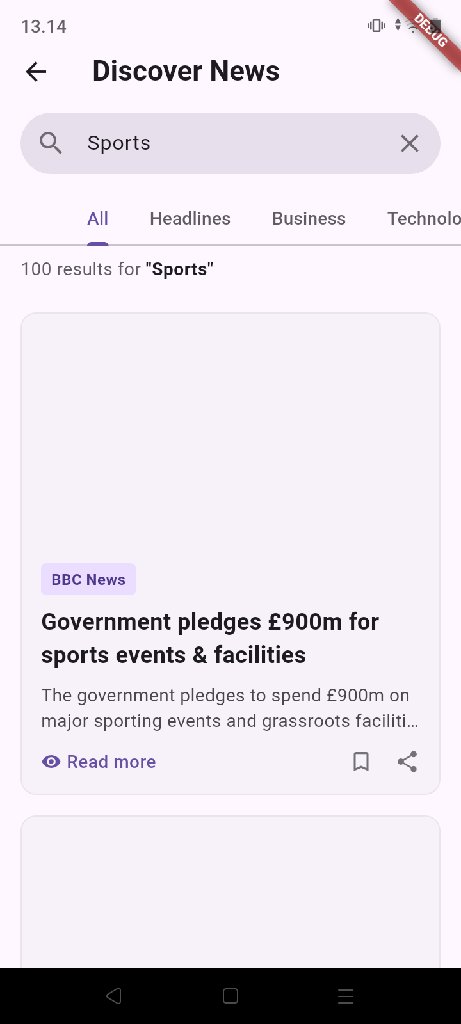 13.14
DEBUG
Discover News
Sports
All Headlines Business Technolo
100 results for "Sports"
BBC News
Government pledges £900m for
sports events & facilities
The government pledges to spend £900m on
major sporting events and grassroots faciliti…
Read more